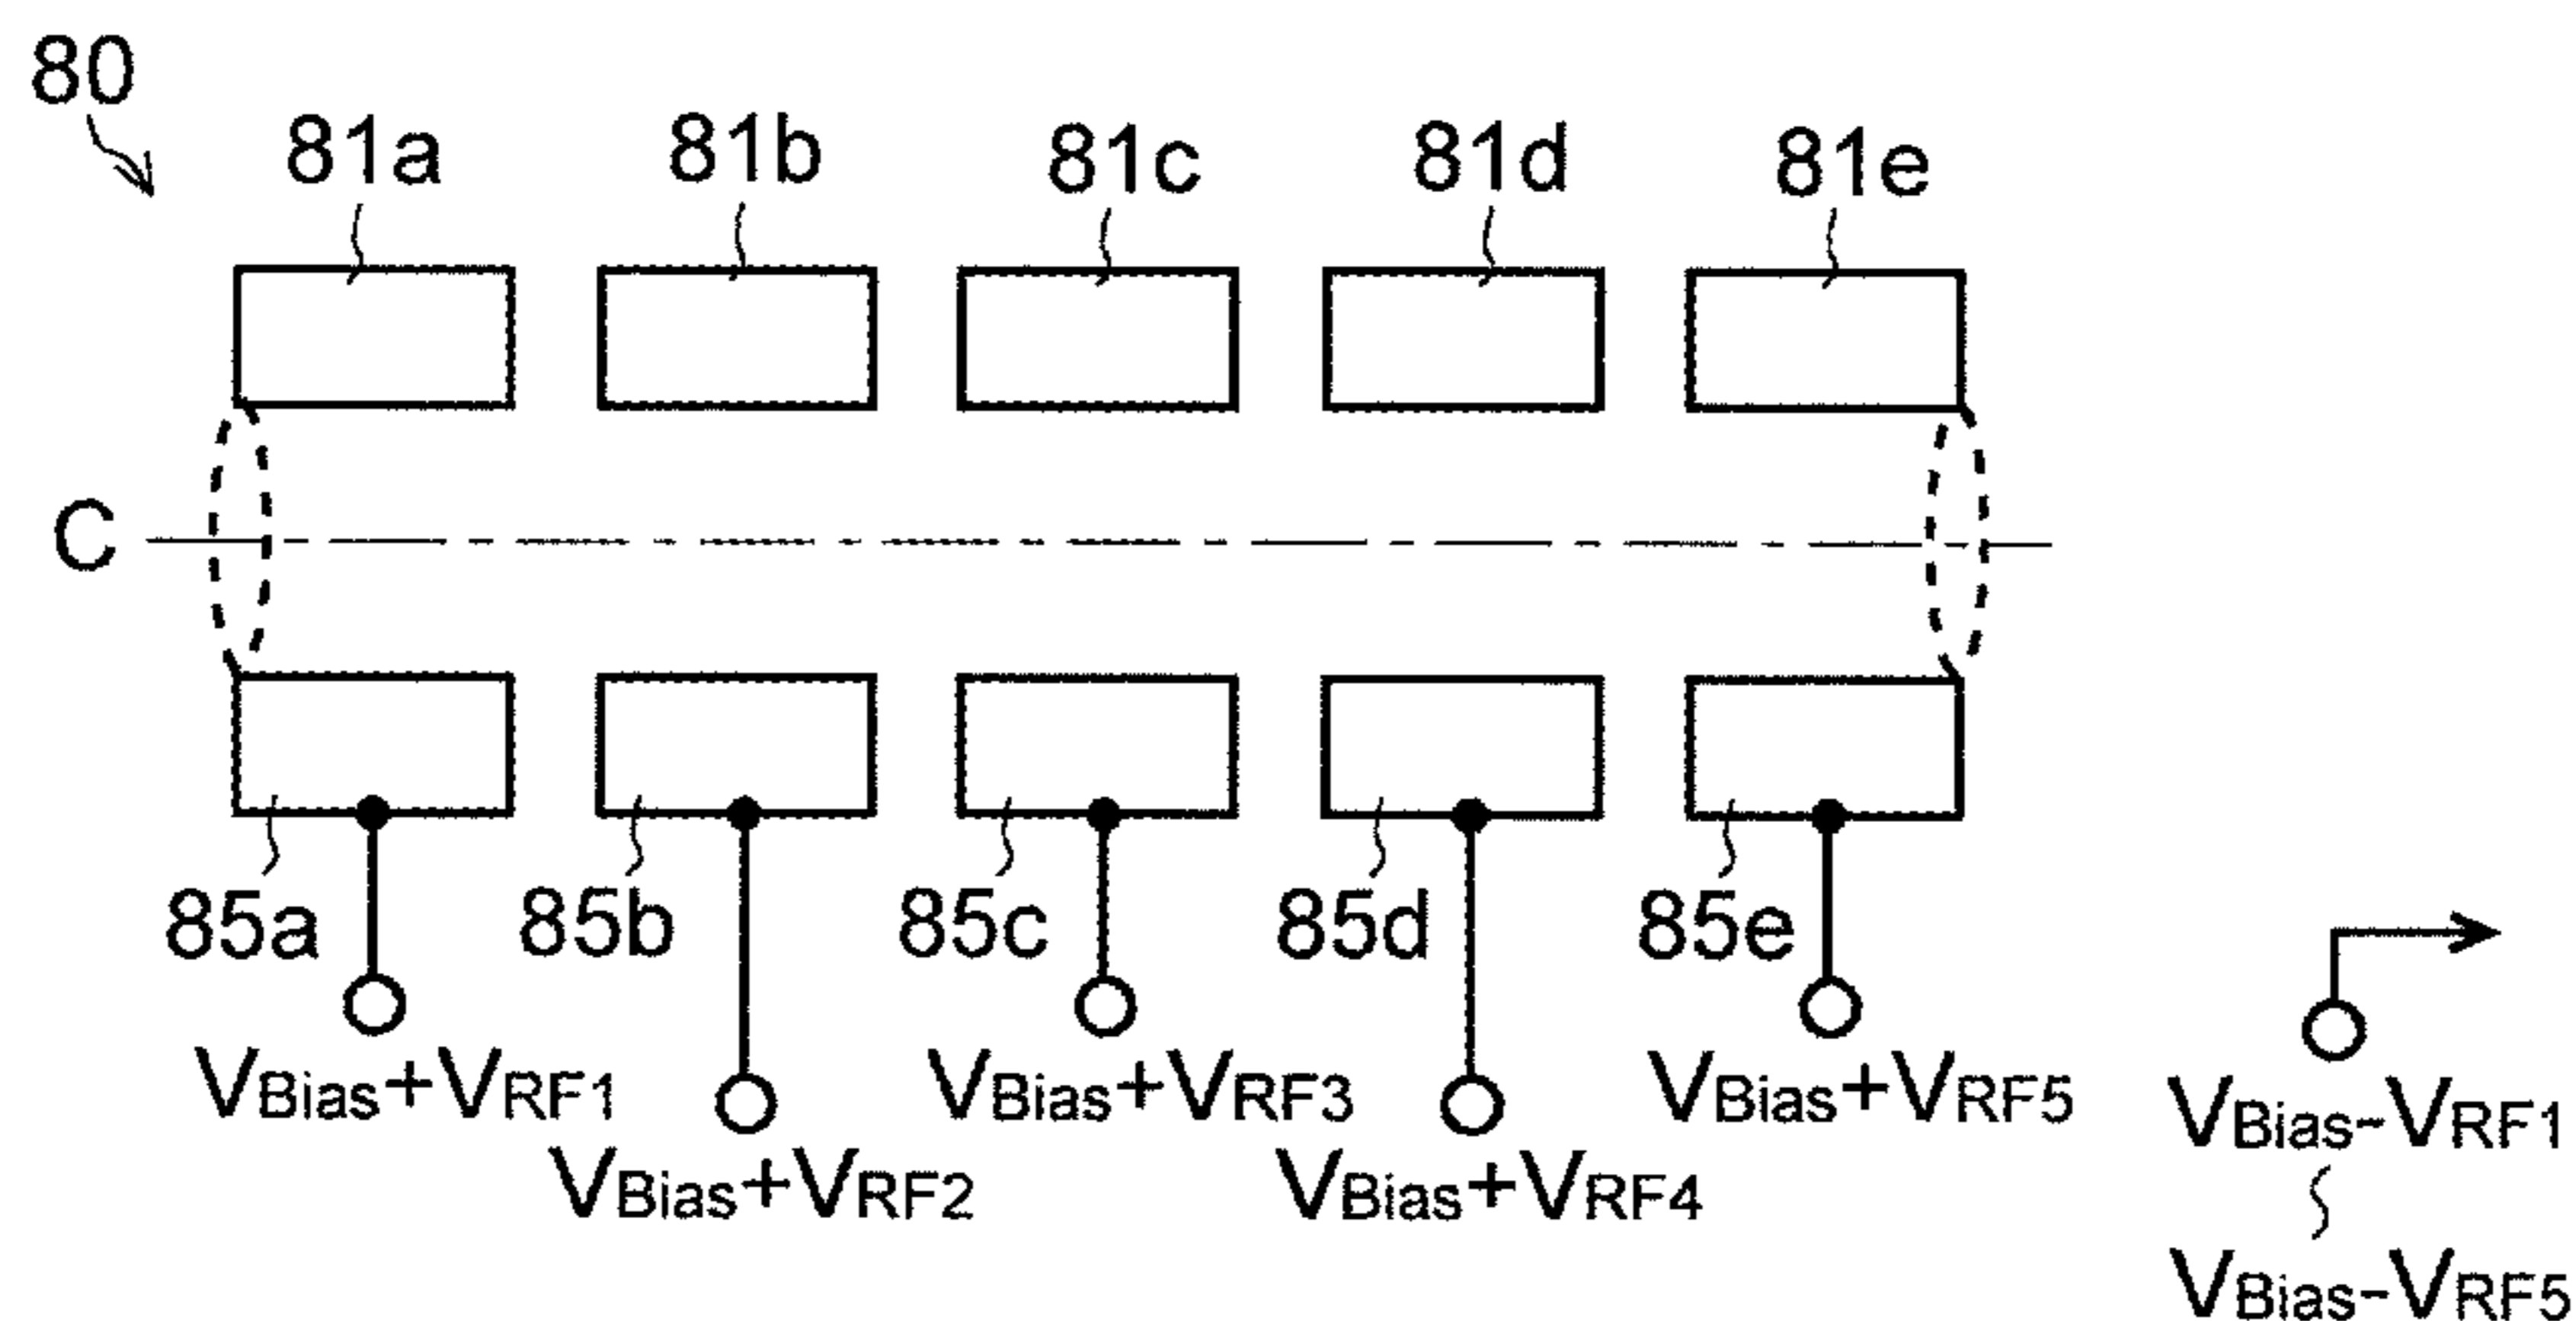 80
81a 81b 81c 81d 81e
C
85a 85b 85c 85d 85e
VBias+VRF1 VBias+VRF3 VBias+VRF5 VBias-VRF1
VBias+VRF2 VBias+VRF4
VBias-VRF5